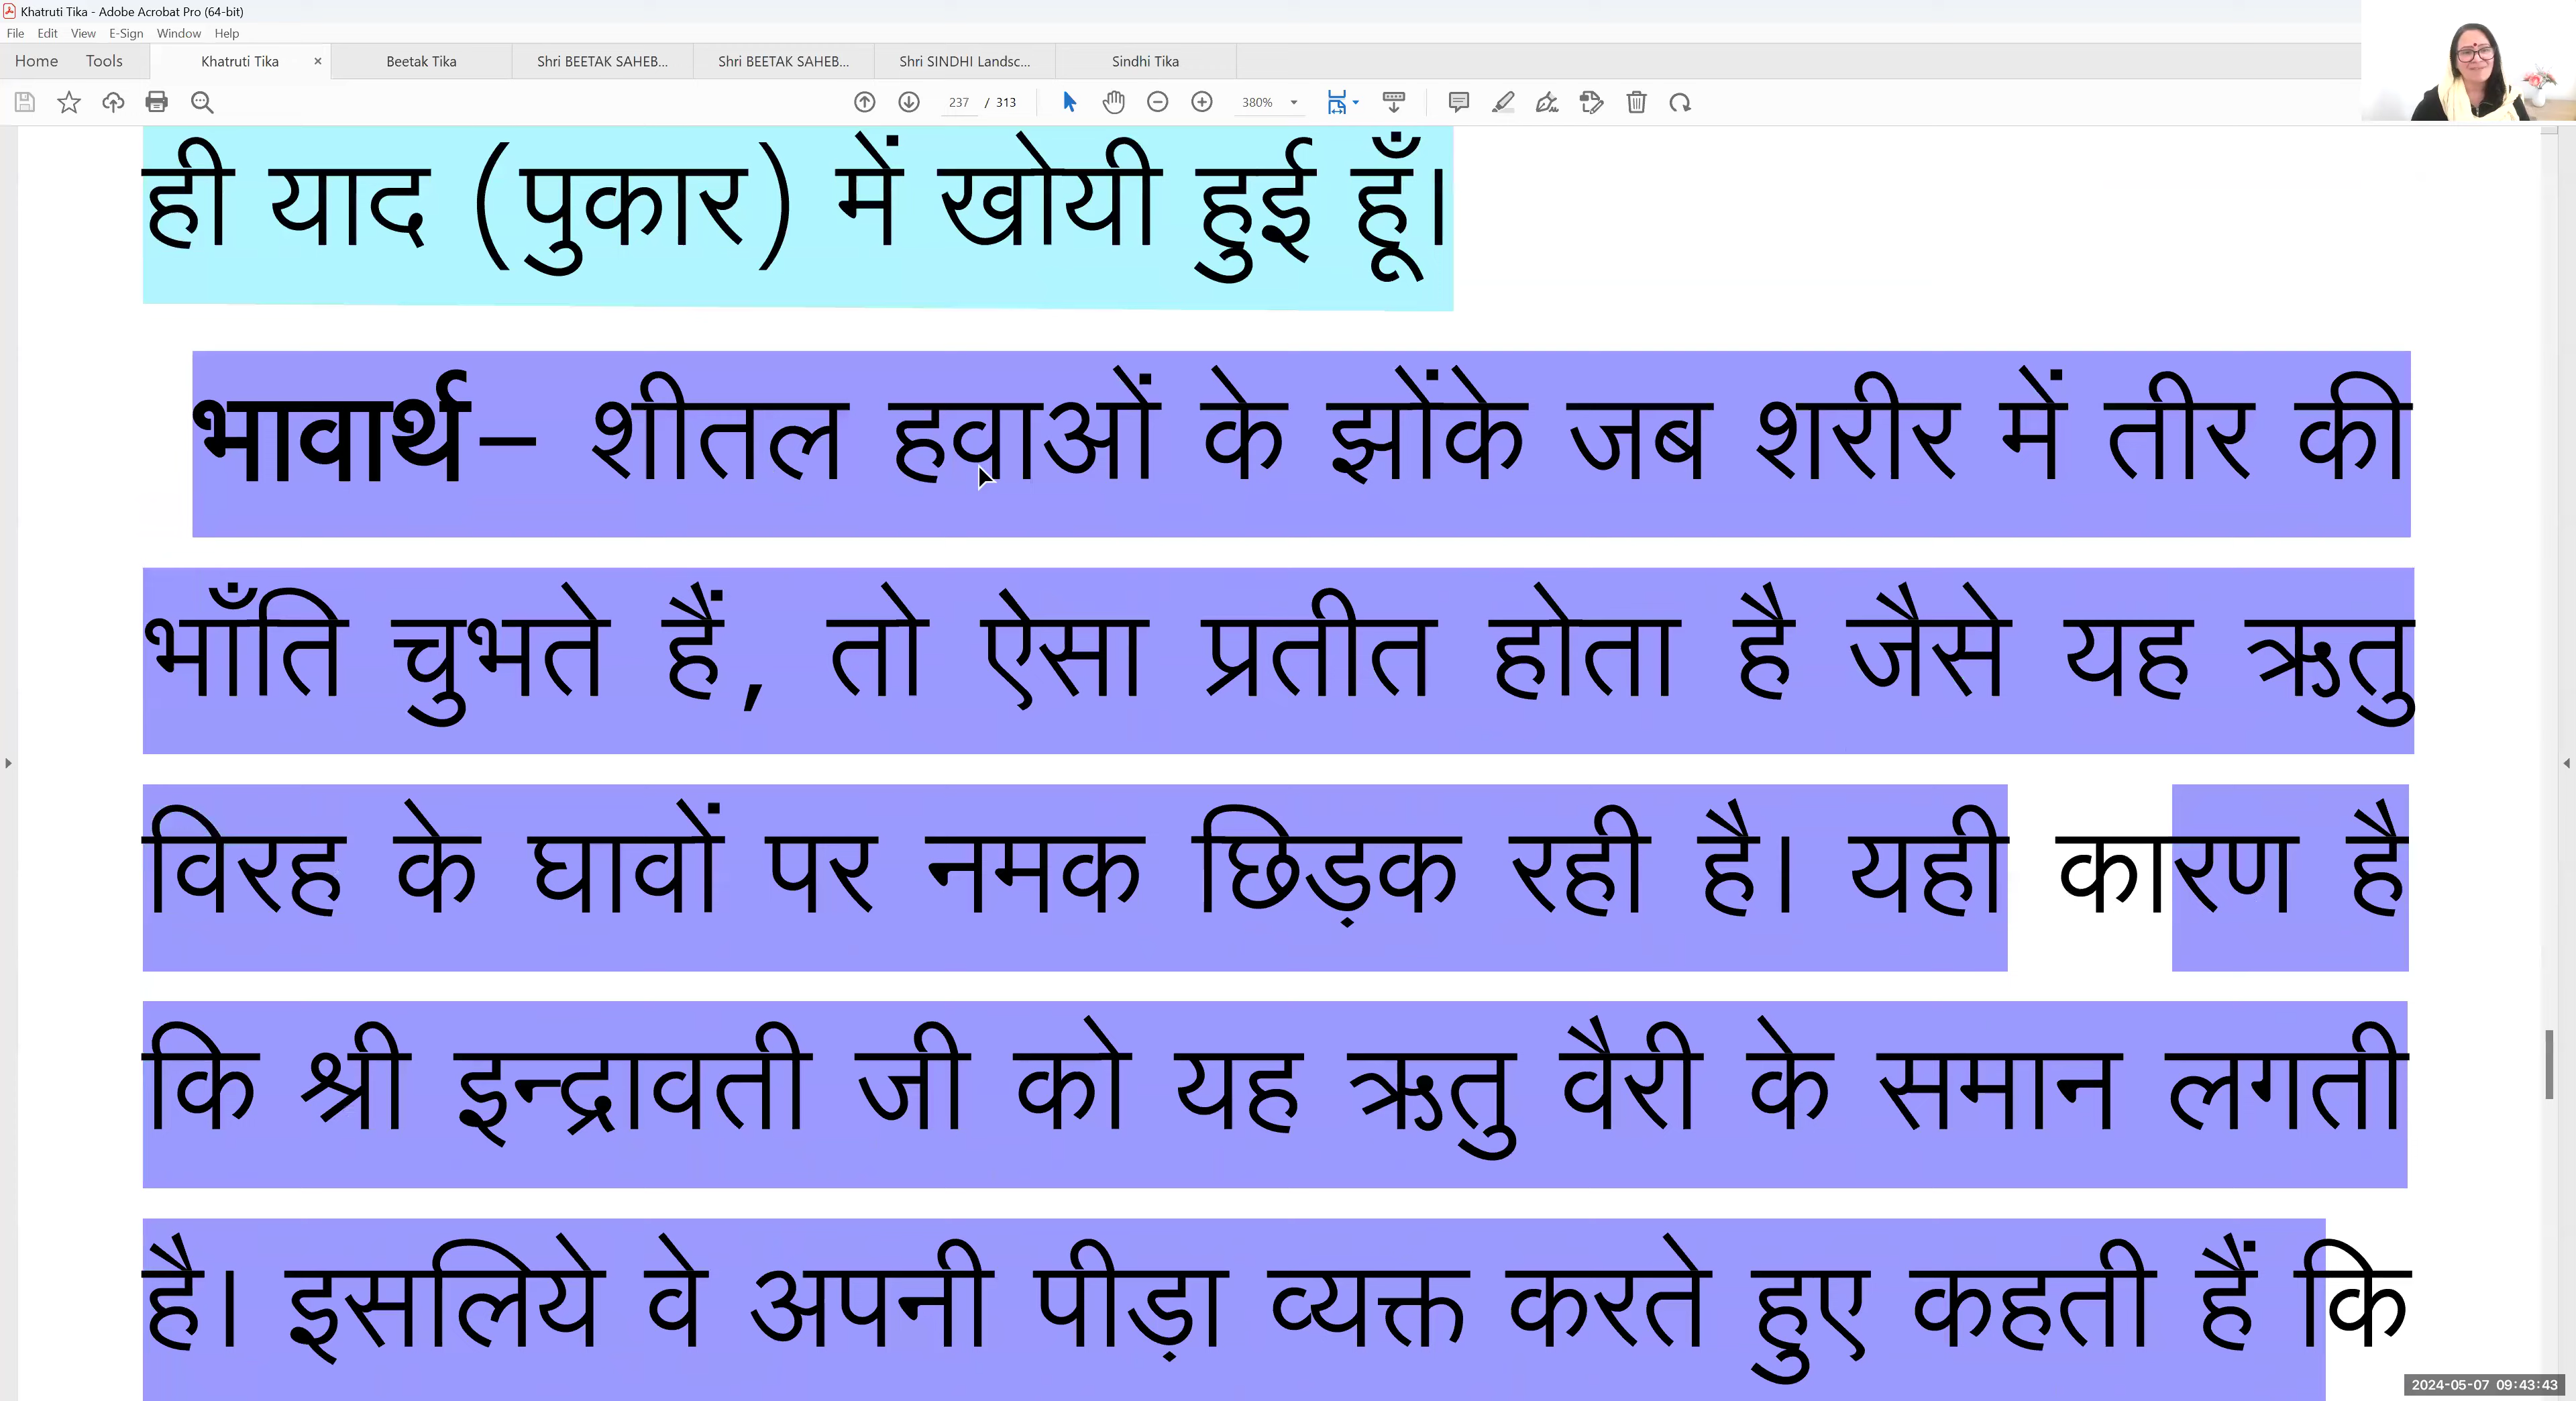 Khatruti Tika - Adobe Acrobat Pro (64-bit)
File Edit View E-Sign Window Help
Home Tools Khatruti Tika × Beetak Tika Shri BEETAK SAHEB... Shri BEETAK SAHEB... Shri SINDHI Landsc... Sindhi Tika
237 / 313 380%
ही याद (पुकार) में खोयी हुई हूँ।
भावार्थ– शीतल हवाओं के झोंके जब शरीर में तीर की
भाँति चुभते हैं, तो ऐसा प्रतीत होता है जैसे यह ऋतु
विरह के घावों पर नमक छिड़क रही है। यही कारण है
कि श्री इन्द्रावती जी को यह ऋतु वैरी के समान लगती
है। इसलिये वे अपनी पीड़ा व्यक्त करते हुए कहती हैं कि
2024-05-07 09:43:43